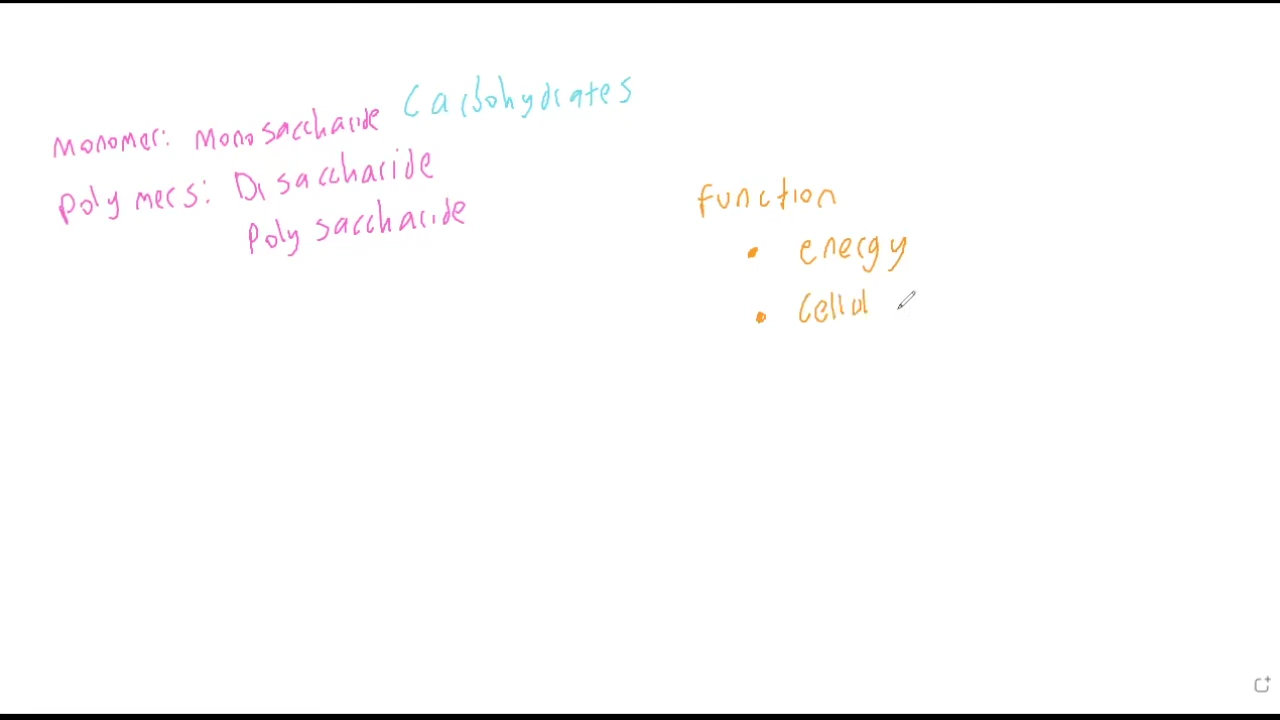 Carbohydrates
Monomer: Monosaccharide
Polymers: Disaccharide
Polysaccharide
function
• energy
• Cellul